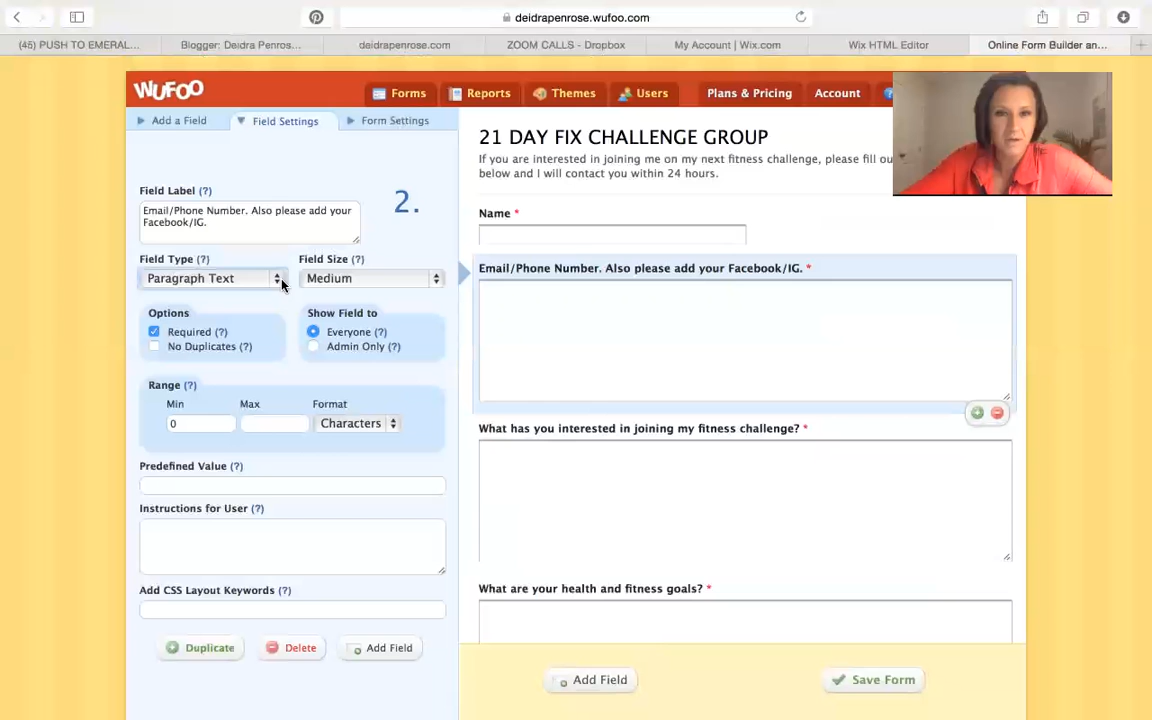 deidrapenrose.wufoo.com
(45) PUSH TO EMERAL...
Blogger: Deidra Penros...
deidrapenrose.com
ZOOM CALLS - Dropbox
My Account | Wix.com
Wix HTML Editor
Online Form Builder an...
WUFOO
Forms
Reports
Themes
Users
Plans & Pricing
Account
Add a Field
Field Settings
Form Settings
21 DAY FIX CHALLENGE GROUP
If you are interested in joining me on my next fitness challenge, please fill ou
below and I will contact you within 24 hours.
Field Label (?)
2.
Email/Phone Number. Also please add your
Facebook/IG.
Field Type (?)
Field Size (?)
Paragraph Text
Medium
Options
Show Field to
Required (?)
Everyone (?)
No Duplicates (?)
Admin Only (?)
Range (?)
Min
Max
Format
0
Characters
Predefined Value (?)
Instructions for User (?)
Add CSS Layout Keywords (?)
Duplicate
Delete
Add Field
Name *
Email/Phone Number. Also please add your Facebook/IG. *
What has you interested in joining my fitness challenge? *
What are your health and fitness goals? *
Add Field
Save Form